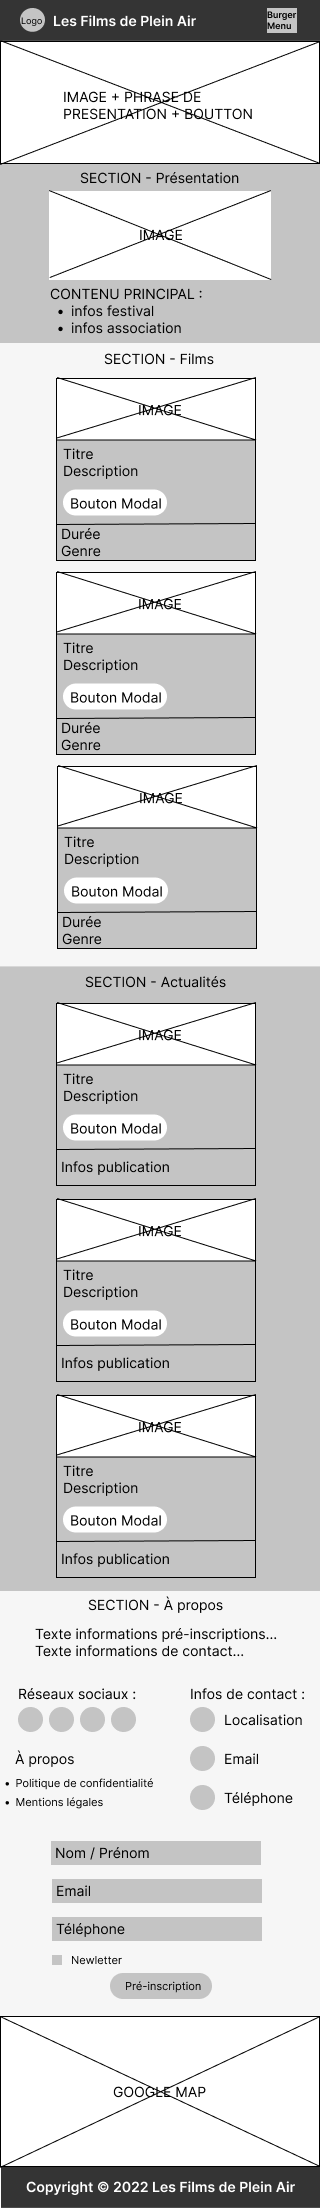 Logo
Les Films de Plein Air
Burger
Menu
IMAGE + PHRASE DE
PRESENTATION + BOUTTON
SECTION - Présentation
IMAGE
CONTENU PRINCIPAL :
• infos festival
• infos association
SECTION - Films
IMAGE
Titre
Description
Bouton Modal
Durée
Genre
IMAGE
Titre
Description
Bouton Modal
Durée
Genre
IMAGE
Titre
Description
Bouton Modal
Durée
Genre
SECTION - Actualités
IMAGE
Titre
Description
Bouton Modal
Infos publication
IMAGE
Titre
Description
Bouton Modal
Infos publication
IMAGE
Titre
Description
Bouton Modal
Infos publication
SECTION - À propos
Texte informations pré-inscriptions...
Texte informations de contact...
Réseaux sociaux :
À propos
• Politique de confidentialité
• Mentions légales
Infos de contact :
Localisation
Email
Téléphone
Nom / Prénom
Email
Téléphone
Newletter
Pré-inscription
GOOGLE MAP
Copyright © 2022 Les Films de Plein Air